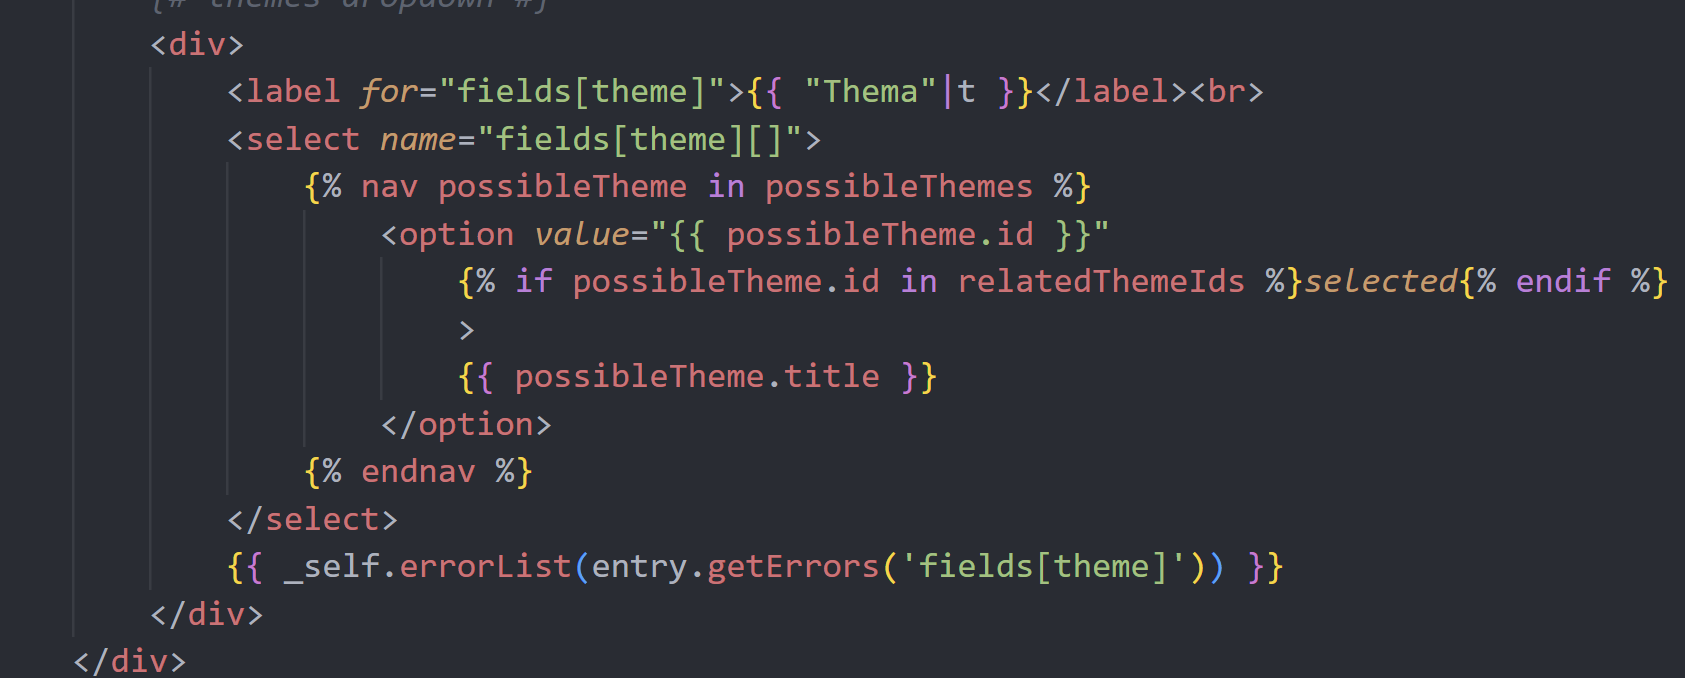 {# themes dropdown #}
<div>
<label for="fields[theme]">{{ "Thema"|t }}</label><br>
<select name="fields[theme][]">
{% nav possibleTheme in possibleThemes %}
<option value="{{ possibleTheme.id }}"
{% if possibleTheme.id in relatedThemeIds %}selected{% endif %}
>
{{ possibleTheme.title }}
</option>
{% endnav %}
</select>
{{ _self.errorList(entry.getErrors('fields[theme]')) }}
</div>
</div>